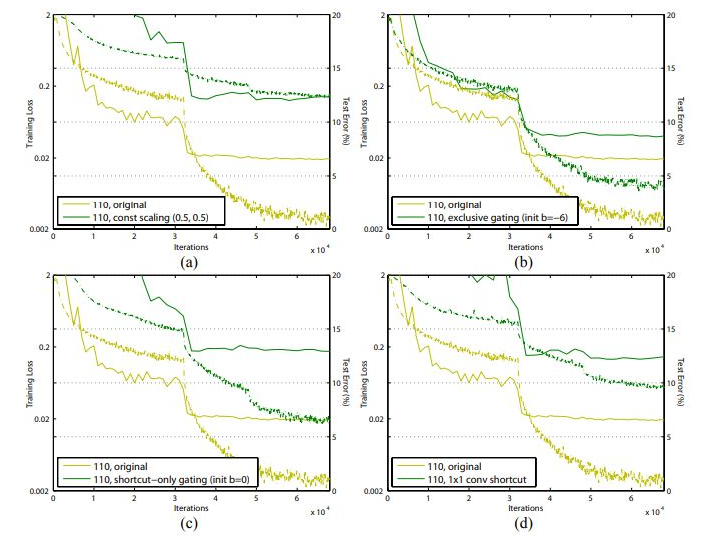 2
0.2
0.02
0.002
Training Loss
20
15
10
5
0
Test Error (%)
110, original
110, const scaling (0.5, 0.5)
0 1 2 3 4 5 6
Iterations
x 10^4
(a)
2
0.2
0.02
0.002
Training Loss
20
15
10
5
0
Test Error (%)
110, original
110, exclusive gating (init b=−6)
0 1 2 3 4 5 6
Iterations
x 10^4
(b)
2
0.2
0.02
0.002
Training Loss
20
15
10
5
0
Test Error (%)
110, original
110, shortcut−only gating (init b=0)
0 1 2 3 4 5 6
Iterations
x 10^4
(c)
2
0.2
0.02
0.002
Training Loss
20
15
10
5
0
Test Error (%)
110, original
110, 1x1 conv shortcut
0 1 2 3 4 5 6
Iterations
x 10^4
(d)